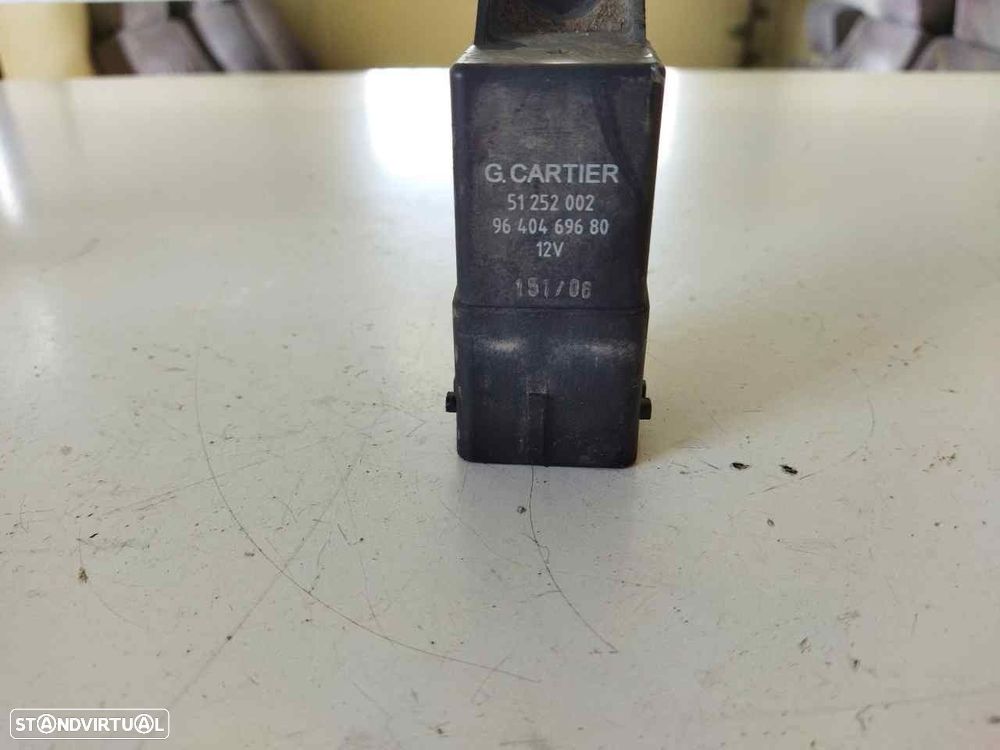 G. CARTIER
51 252 002
96 404 696 80
12V
151/06
STANDVIRTUAL